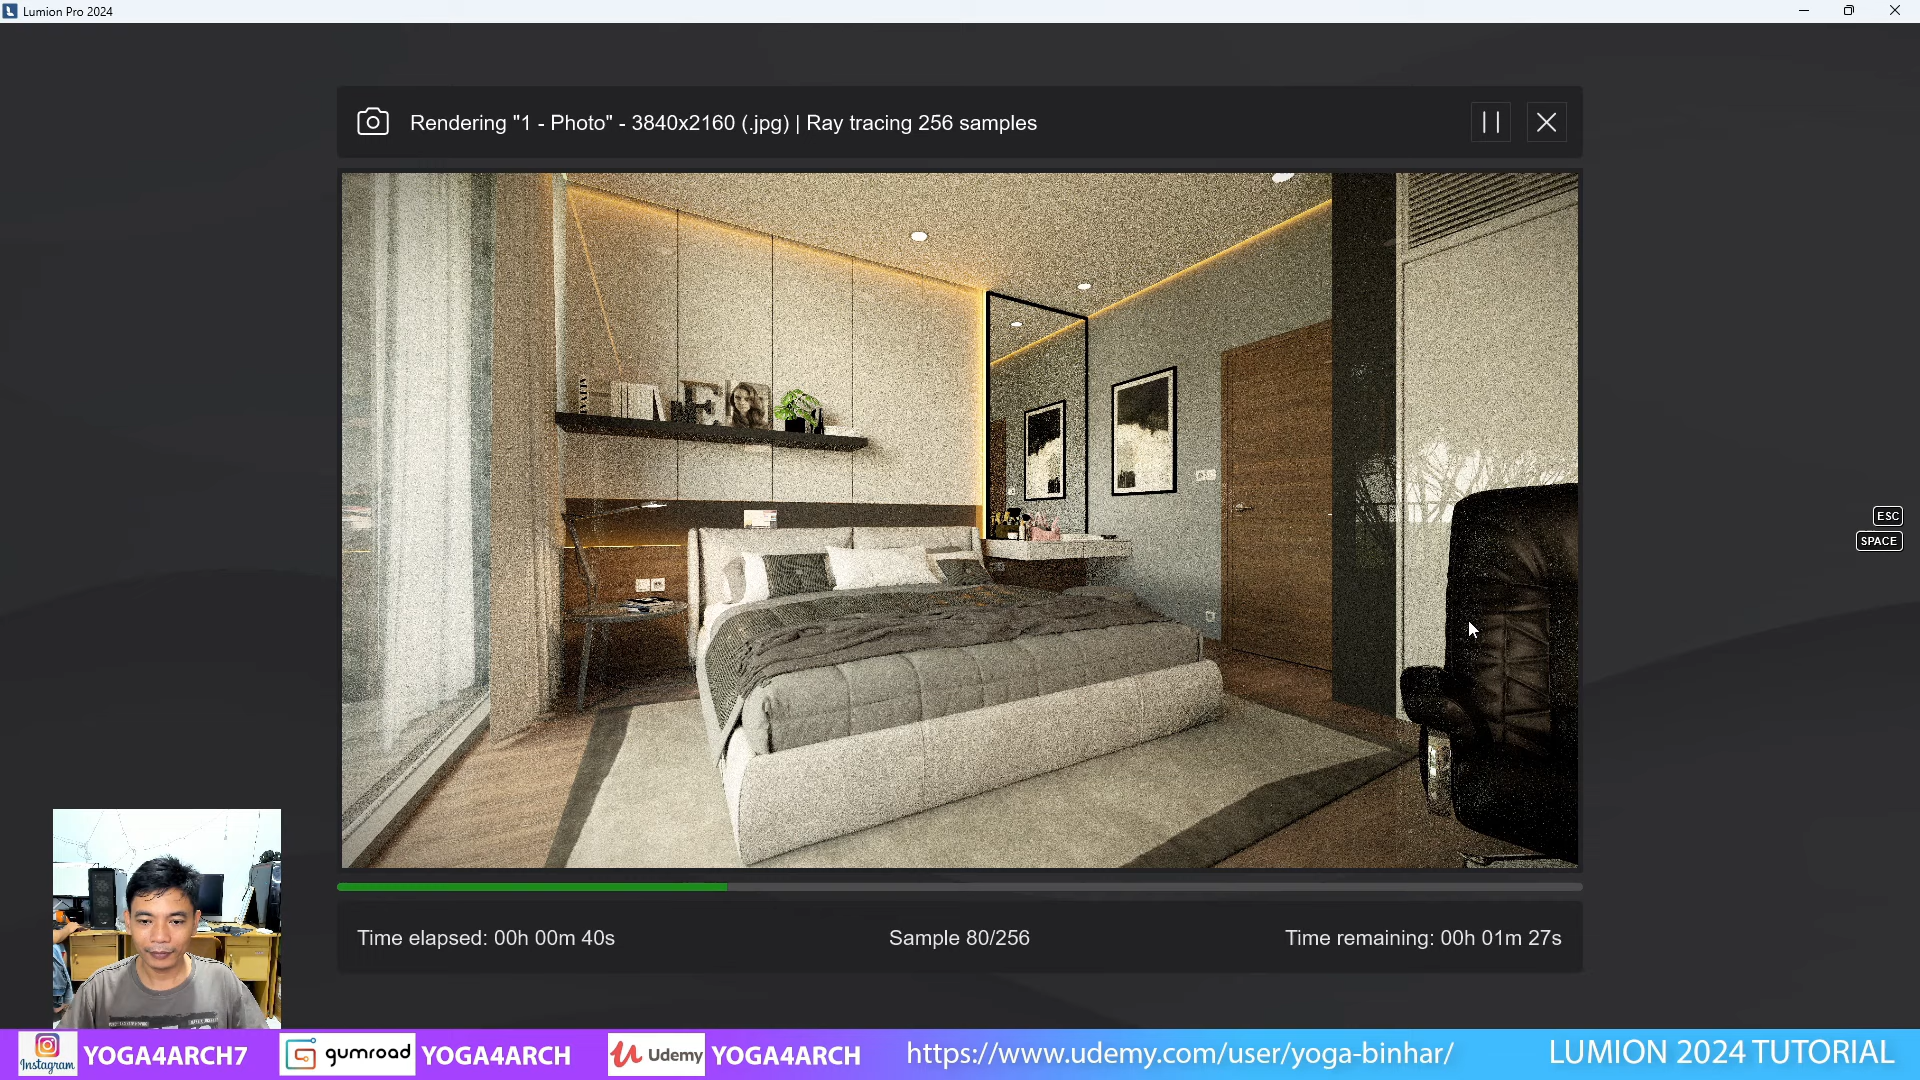 Lumion Pro 2024
Rendering "1 - Photo" - 3840x2160 (.jpg) | Ray tracing 256 samples
ESC
SPACE
Time elapsed: 00h 00m 40s
Sample 80/256
Time remaining: 00h 01m 27s
Instagram
YOGA4ARCH7
gumroad
YOGA4ARCH
Udemy
YOGA4ARCH
https://www.udemy.com/user/yoga-binhar/
LUMION 2024 TUTORIAL